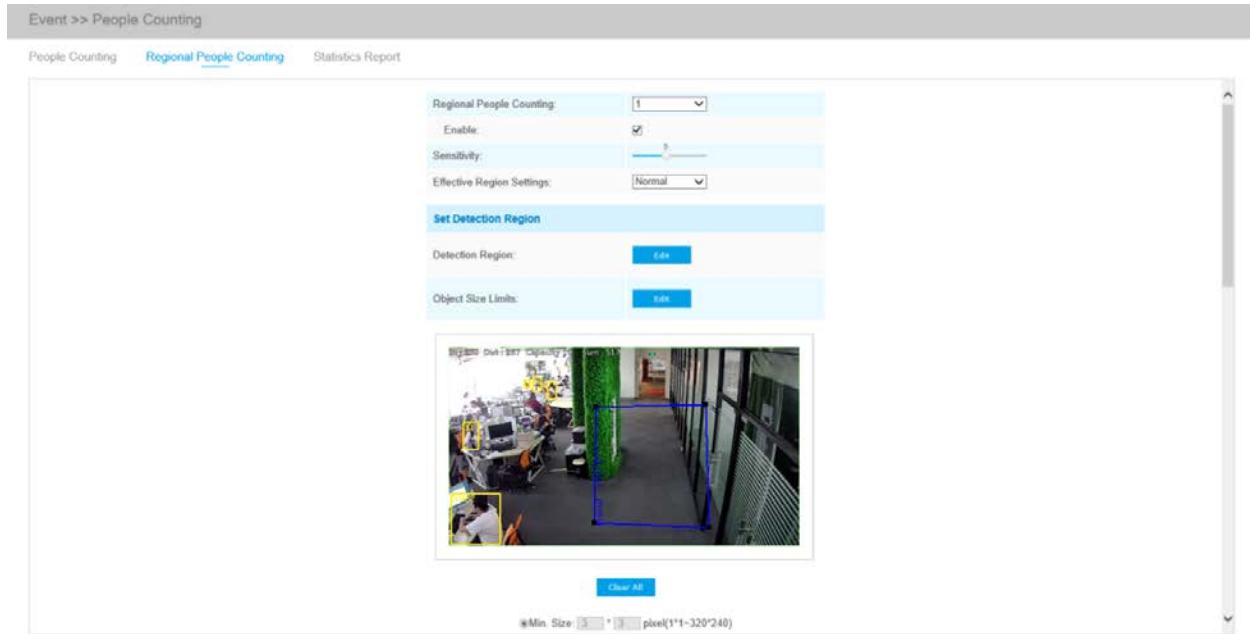 Event >> People Counting
People Counting Regional People Counting Statistics Report
Regional People Counting: 1
Enable:
Sensitivity: 5
Effective Region Settings: Normal
Set Detection Region
Detection Region: Edit
Object Size Limits: Edit
Capacity
Clear All
Min. Size: 3 * 3 pixel(1*1~320*240)